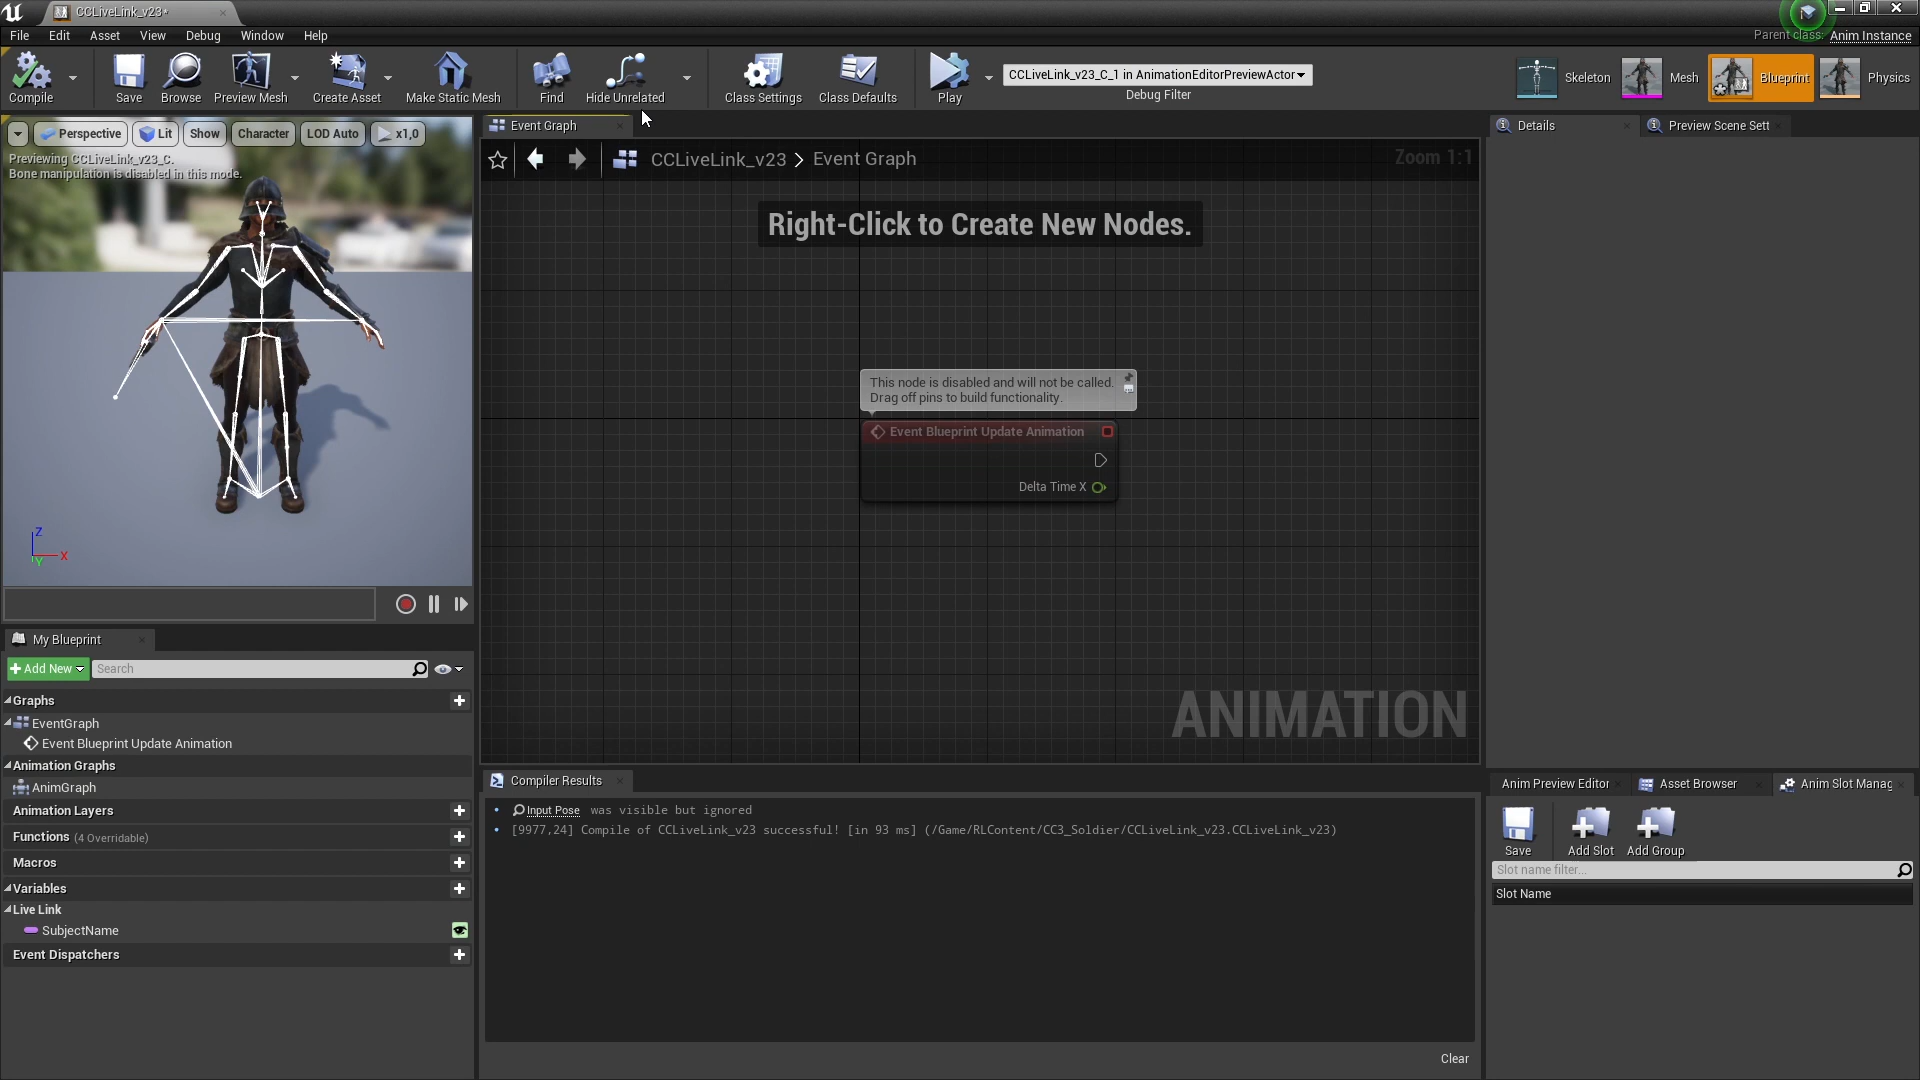 CCLiveLink_v23*
File Edit Asset View Debug Window Help
Parent class: Anim Instance
Compile Save Browse Preview Mesh Create Asset Make Static Mesh Find Hide Unrelated Class Settings Class Defaults Play
CCLiveLink_v23_C_1 in AnimationEditorPreviewActor
Debug Filter
Skeleton Mesh Blueprint Physics
Perspective Lit Show Character LOD Auto x1,0
Previewing CCLiveLink_v23_C.
Bone manipulation is disabled in this mode.
Z
X
Y
Event Graph
CCLiveLink_v23 > Event Graph
Zoom 1:1
Right-Click to Create New Nodes.
This node is disabled and will not be called.
Drag off pins to build functionality.
Event Blueprint Update Animation
Delta Time X
ANIMATION
Details Preview Scene Sett
My Blueprint
Add New Search
Graphs
EventGraph
Event Blueprint Update Animation
Animation Graphs
AnimGraph
Animation Layers
Functions (4 Overridable)
Macros
Variables
Live Link
SubjectName
Event Dispatchers
Compiler Results
Input Pose was visible but ignored
[9977,24] Compile of CCLiveLink_v23 successful! [in 93 ms] (/Game/RLContent/CC3_Soldier/CCLiveLink_v23.CCLiveLink_v23)
Clear
Anim Preview Editor Asset Browser Anim Slot Manag
Save Add Slot Add Group
Slot name filter...
Slot Name